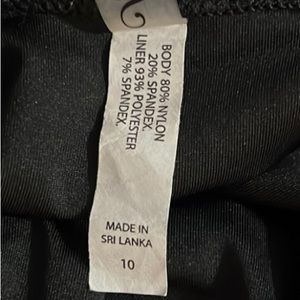 BODY 80% NYLON
20% SPANDEX.
LINER 93% POLYESTER
7% SPANDEX.
MADE IN
SRI LANKA
10